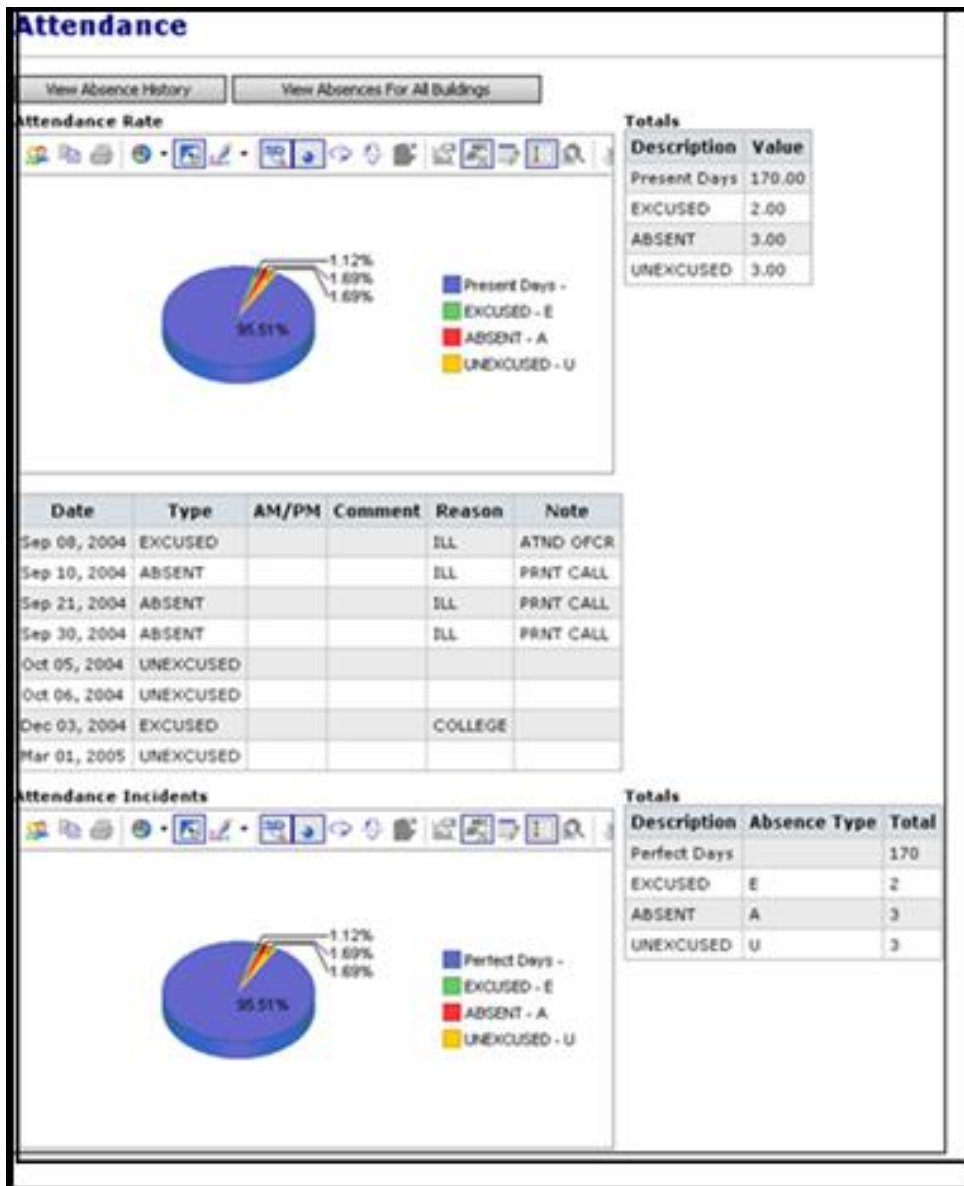 Attendance
View Absence History View Absences For All Buildings
Attendance Rate
1.12%
1.69%
1.69%
95.51%
Present Days -
EXCUSED - E
ABSENT - A
UNEXCUSED - U
Totals
Description Value
Present Days 170.00
EXCUSED 2.00
ABSENT 3.00
UNEXCUSED 3.00
Date Type AM/PM Comment Reason Note
Sep 08, 2004 EXCUSED ILL ATND OFCR
Sep 10, 2004 ABSENT ILL PRNT CALL
Sep 21, 2004 ABSENT ILL PRNT CALL
Sep 30, 2004 ABSENT ILL PRNT CALL
Oct 05, 2004 UNEXCUSED
Oct 06, 2004 UNEXCUSED
Dec 03, 2004 EXCUSED COLLEGE
Mar 01, 2005 UNEXCUSED
Attendance Incidents
1.12%
1.69%
1.69%
95.51%
Perfect Days -
EXCUSED - E
ABSENT - A
UNEXCUSED - U
Totals
Description Absence Type Total
Perfect Days 170
EXCUSED E 2
ABSENT A 3
UNEXCUSED U 3